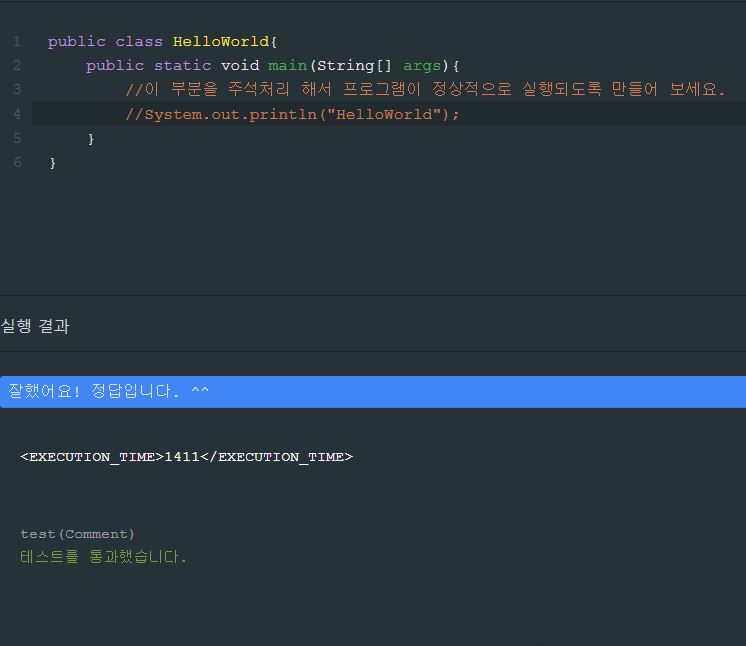 1 public class HelloWorld{
2 public static void main(String[] args){
3 //이 부분을 주석처리 해서 프로그램이 정상적으로 실행되도록 만들어 보세요.
4 //System.out.println("HelloWorld");
5 }
6 }
실행 결과
잘했어요! 정답입니다. ^^
<EXECUTION_TIME>1411</EXECUTION_TIME>
test(Comment)
테스트를 통과했습니다.